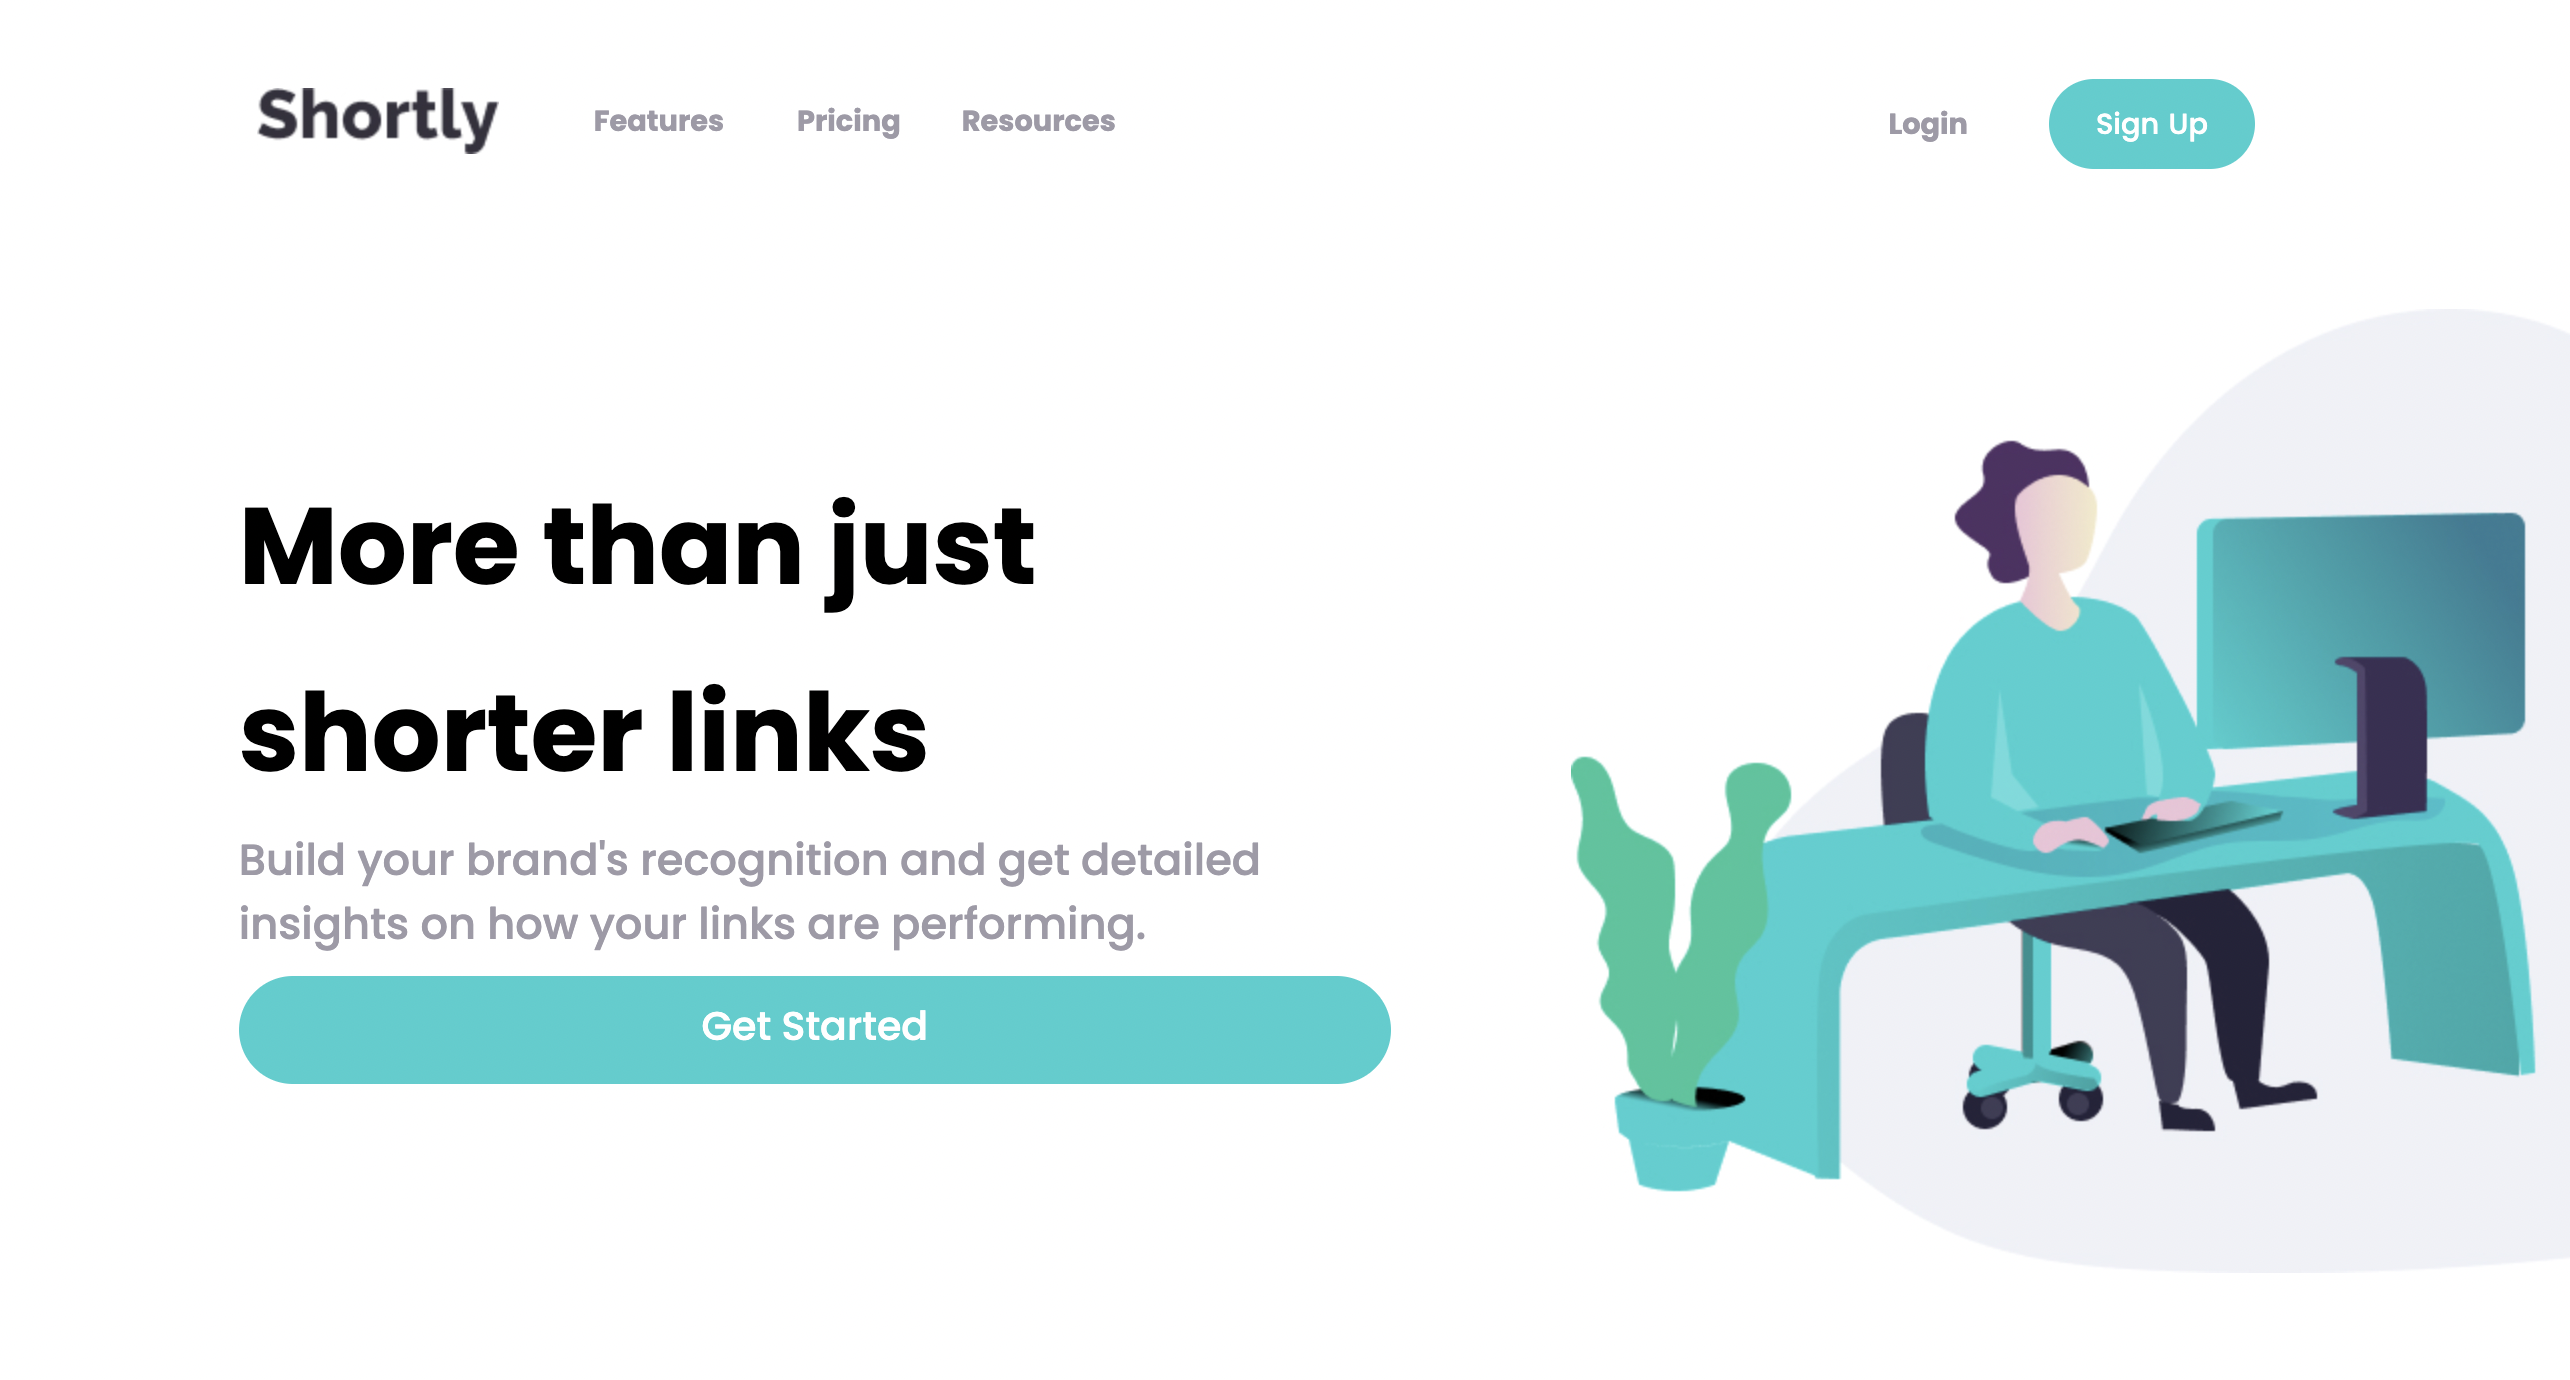 Shortly
Features Pricing Resources
Login
Sign Up
More than just
shorter links
Build your brand's recognition and get detailed
insights on how your links are performing.
Get Started